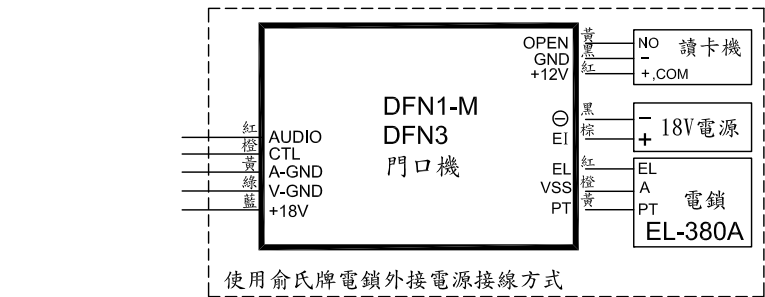 OPEN 黃 NO
GND 黑 −
+12V 紅 +,COM
讀卡機
DFN1-M
DFN3
門口機
⊖ 黑 −
EI 棕 +
18V電源
紅 AUDIO
橙 CTL
黃 A-GND
綠 V-GND
藍 +18V
EL 紅 EL
VSS 橙 A
PT 黃 PT
電鎖
EL-380A
使用俞氏牌電鎖外接電源接線方式